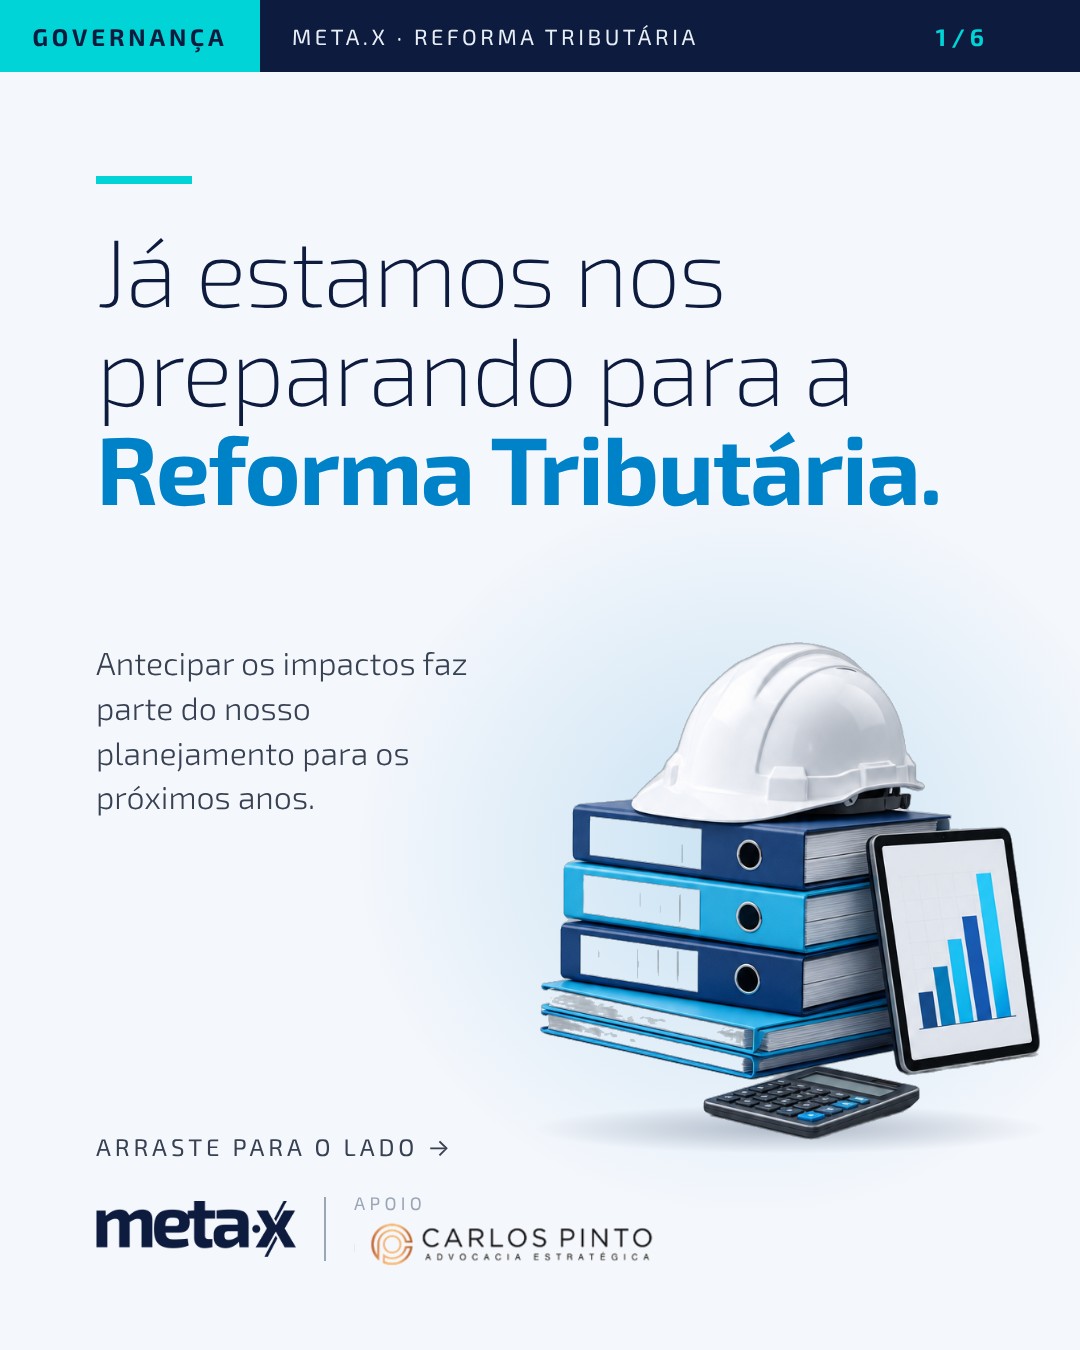 GOVERNANÇA
META.X · REFORMA TRIBUTÁRIA
1/6
Já estamos nos
preparando para a
Reforma Tributária.
Antecipar os impactos faz
parte do nosso
planejamento para os
próximos anos.
ARRASTE PARA O LADO →
meta·x
APOIO
CARLOS PINTO
ADVOCACIA ESTRATÉGICA